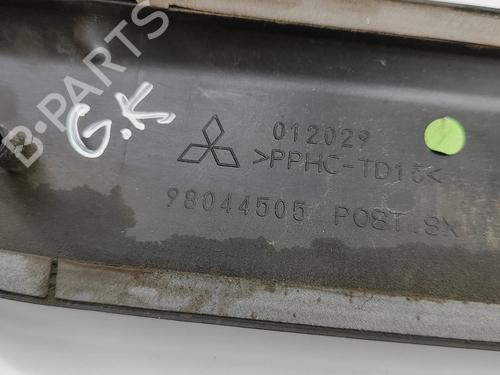 B-PARTS
G.K
012029
>PPHC-TD15<
98044505 POST.SX